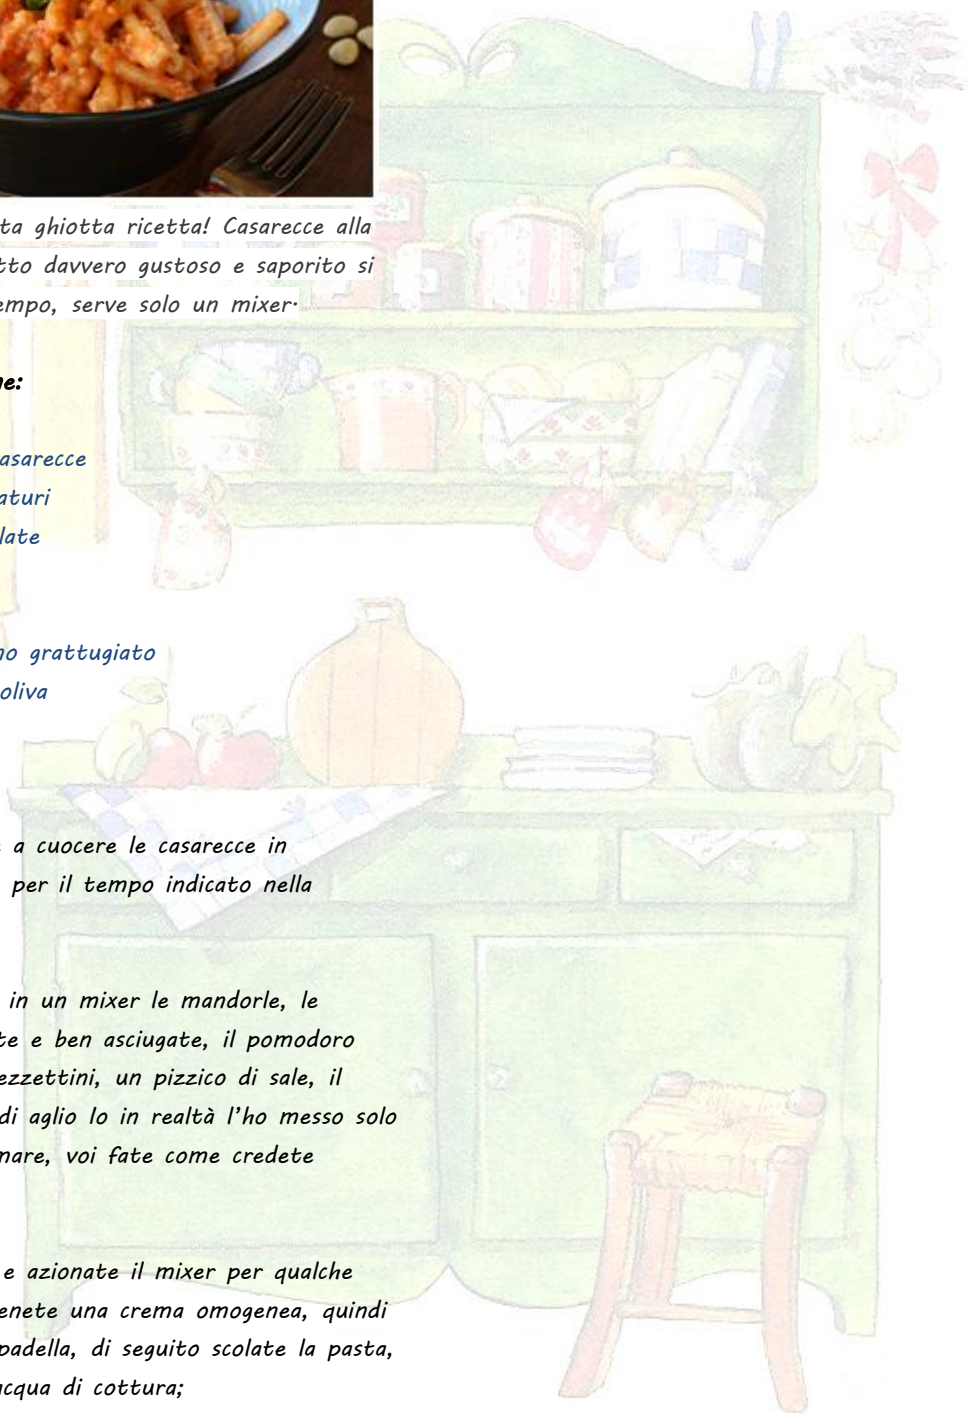 ta ghiotta ricetta! Casarecce alla
tto davvero gustoso e saporito si
empo, serve solo un mixer·
ne:
asarecce
aturi
late
no grattugiato
oliva
e a cuocere le casarecce in
per il tempo indicato nella
in un mixer le mandorle, le
te e ben asciugate, il pomodoro
ezzettini, un pizzico di sale, il
di aglio Io in realtà l’ho messo solo
mare, voi fate come credete
e azionate il mixer per qualche
enete una crema omogenea, quindi
padella, di seguito scolate la pasta,
acqua di cottura;